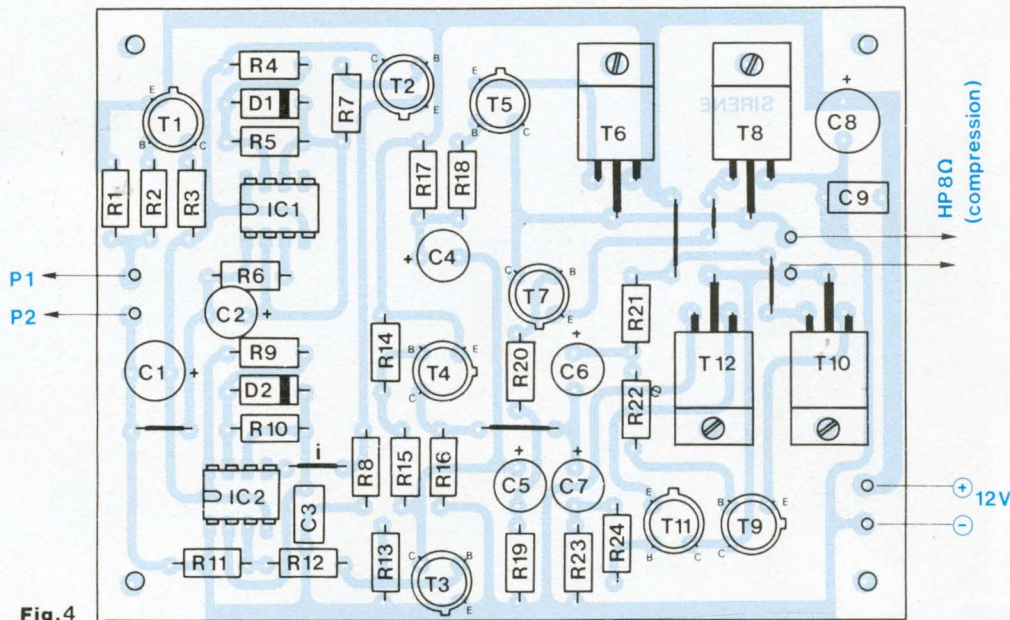 R4
T2
C B E
R7
T5
E B C
D1
T1
E B C
R5
T6
T8
SIRENE
+
C8
R1
R2
R3
IC1
R17
R18
C9
HP 8Ω
(compression)
P1
R6
+
C4
P2
C2
+
T7
C B E
R21
C1
+
R9
R14
T4
B E C
R20
+
C6
T12
T10
D2
R22
R10
i
R8
R15
R16
+
C5
+
C7
IC2
C3
T11
E B C
T9
B E C
+
12V
−
R11
R12
R13
T3
C B E
R19
R23
R24
Fig.4